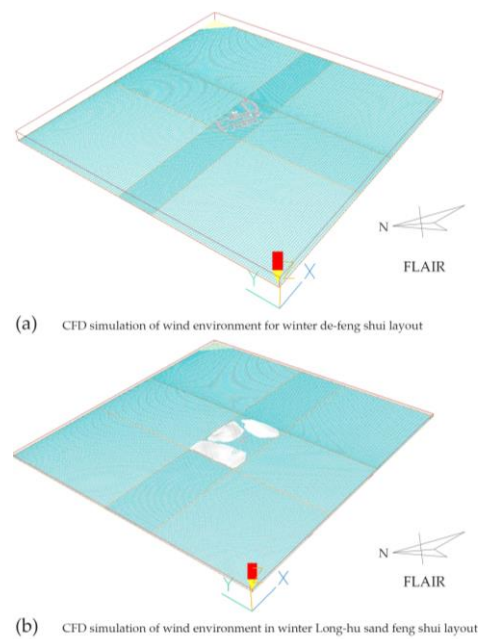 N
FLAIR
Y
X
(a) CFD simulation of wind environment for winter de-feng shui layout
N
FLAIR
Y
X
(b) CFD simulation of wind environment in winter Long-hu sand feng shui layout